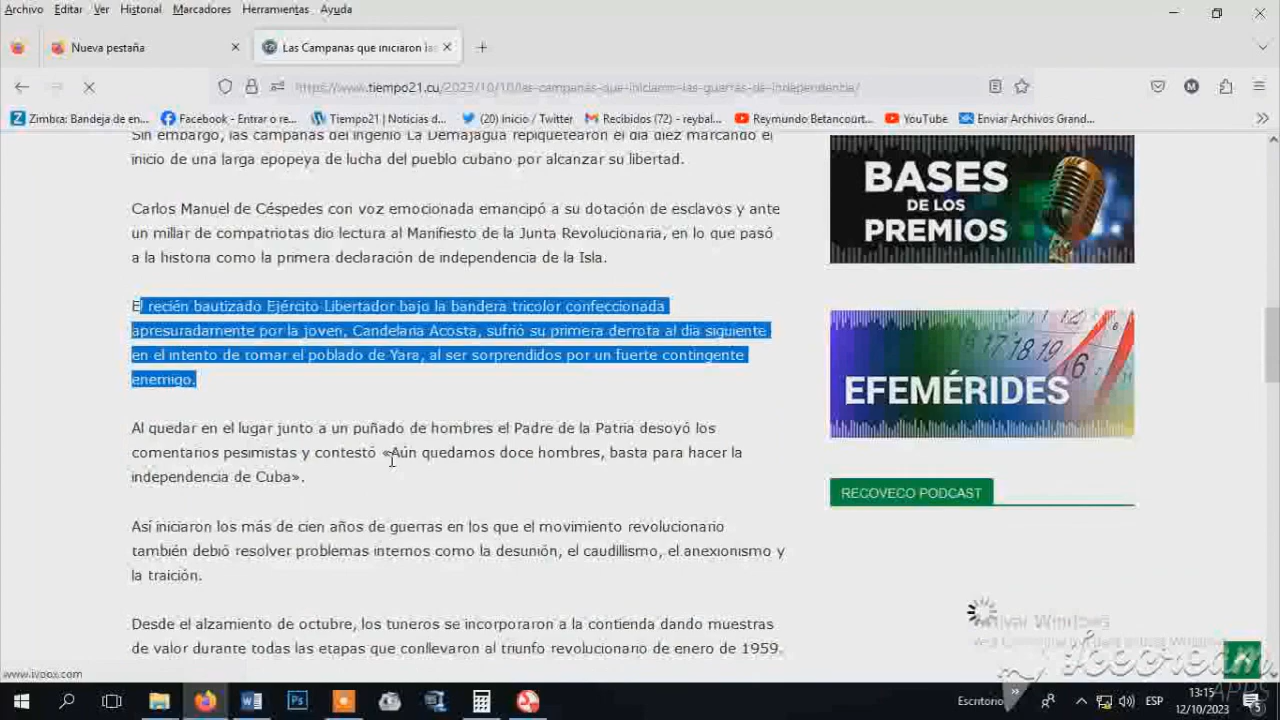 Archivo Editar Ver Historial Marcadores Herramientas Ayuda
Nueva pestaña
Las Campanas que iniciaron las
https://www.tiempo21.cu/2023/10/10/las-campanas-que-iniciaron-las-guerras-de-independencia/
Zimbra: Bandeja de en...
Facebook - Entrar o re...
Tiempo21 | Noticias d...
(20) Inicio / Twitter
Recibidos (72) - reybal...
Reymundo Betancourt...
YouTube
Enviar Archivos Grand...
Sin embargo, las campanas del ingenio La Demajagua repiquetearon el día diez marcando el
inicio de una larga epopeya de lucha del pueblo cubano por alcanzar su libertad.
Carlos Manuel de Céspedes con voz emocionada emancipó a su dotación de esclavos y ante
un millar de compatriotas dio lectura al Manifiesto de la Junta Revolucionaria, en lo que pasó
a la historia como la primera declaración de independencia de la Isla.
El recién bautizado Ejército Libertador bajo la bandera tricolor confeccionada
apresuradamente por la joven, Candelaria Acosta, sufrió su primera derrota al día siguiente
en el intento de tomar el poblado de Yara, al ser sorprendidos por un fuerte contingente
enemigo.
Al quedar en el lugar junto a un puñado de hombres el Padre de la Patria desoyó los
comentarios pesimistas y contestó «Aún quedamos doce hombres, basta para hacer la
independencia de Cuba».
Así iniciaron los más de cien años de guerras en los que el movimiento revolucionario
también debió resolver problemas internos como la desunión, el caudillismo, el anexionismo y
la traición.
Desde el alzamiento de octubre, los tuneros se incorporaron a la contienda dando muestras
de valor durante todas las etapas que conllevaron al triunfo revolucionario de enero de 1959.
BASES
DE LOS
PREMIOS
17 18 19
16
EFEMÉRIDES
RECOVECO PODCAST
Windows
Icecream
APPS
www.ivoox.com
Escritorio
ESP
13:15
12/10/2023
5